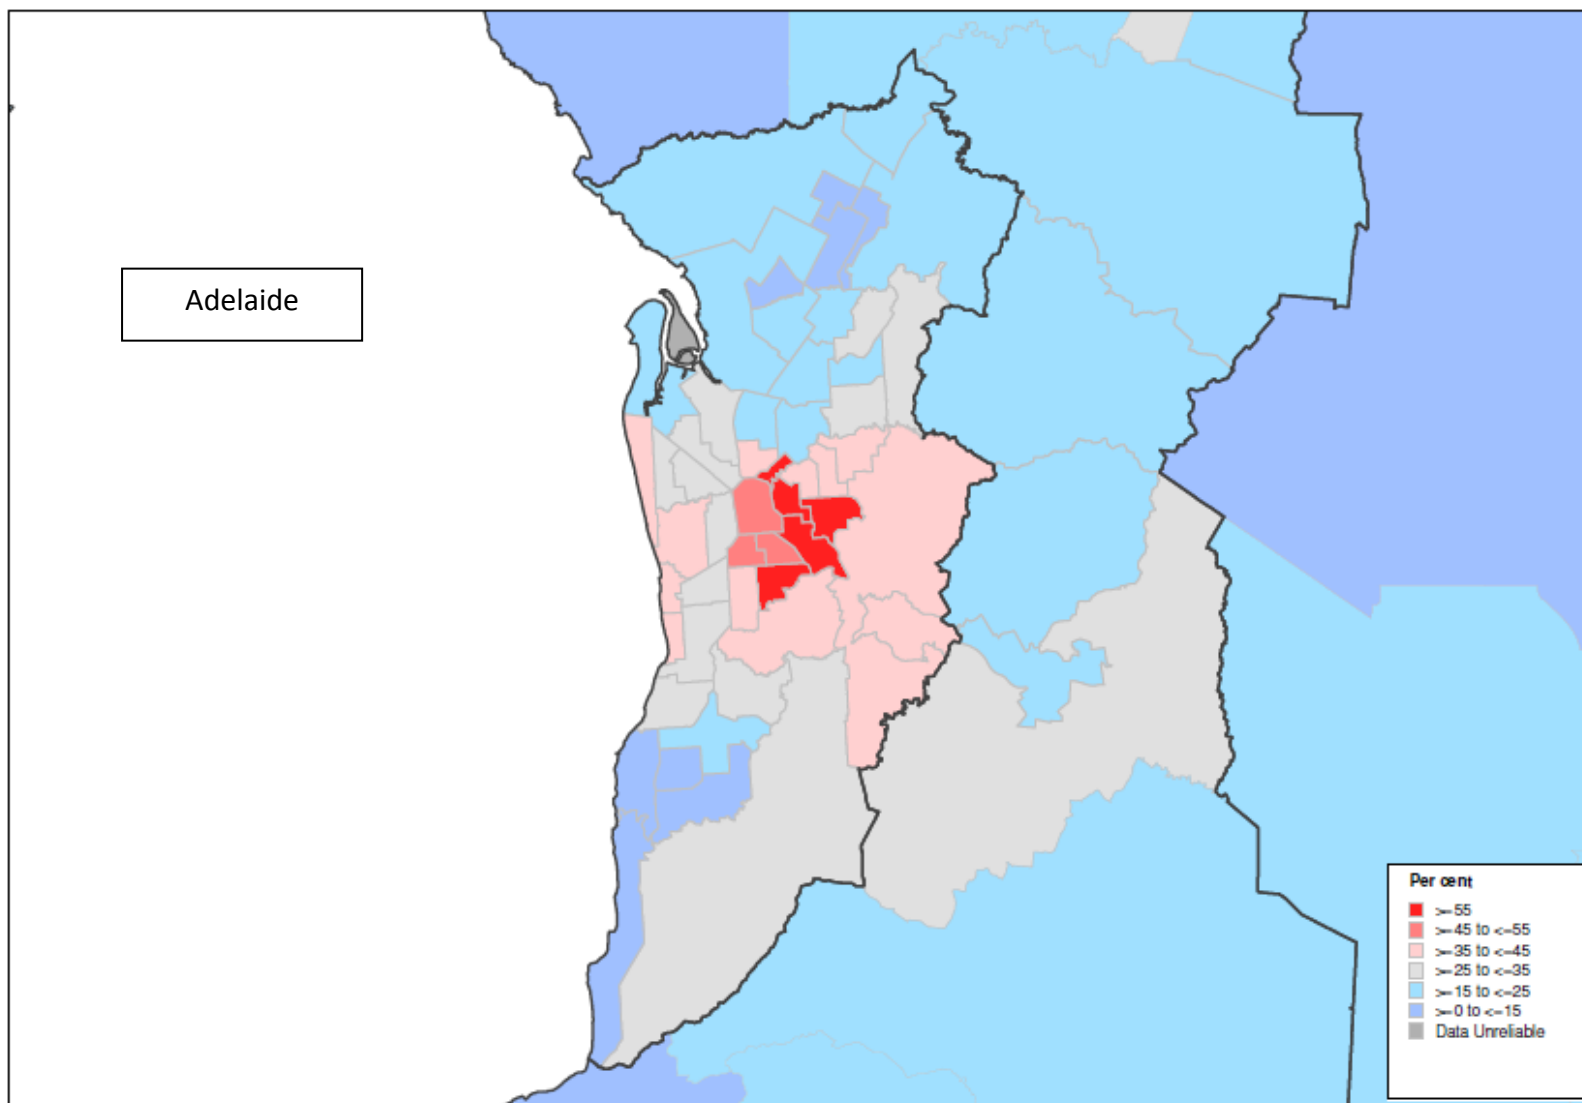 Adelaide
Per cent
>=55
>=45 to <=55
>=35 to <=45
>=25 to <=35
>=15 to <=25
>=0 to <=15
Data Unreliable